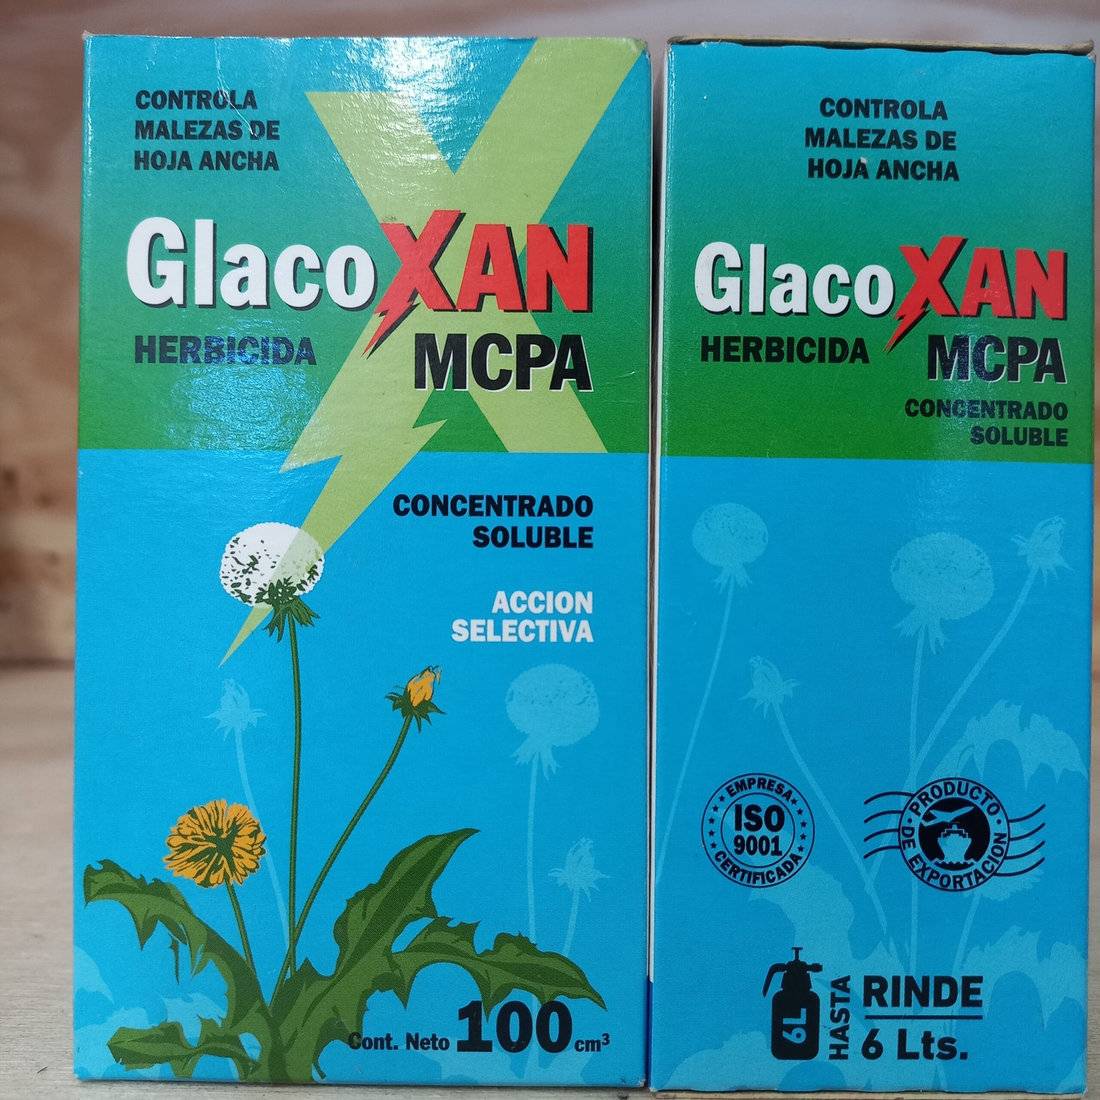 CONTROLA
MALEZAS DE
HOJA ANCHA
GlacoXAN
HERBICIDA
MCPA
CONCENTRADO
SOLUBLE
ACCION
SELECTIVA
Cont. Neto 100 cm³
CONTROLA
MALEZAS DE
HOJA ANCHA
GlacoXAN
HERBICIDA
MCPA
CONCENTRADO
SOLUBLE
EMPRESA
ISO
9001
CERTIFICADA
PRODUCTO
DE EXPORTACION
6L
HASTA
RINDE
6 Lts.